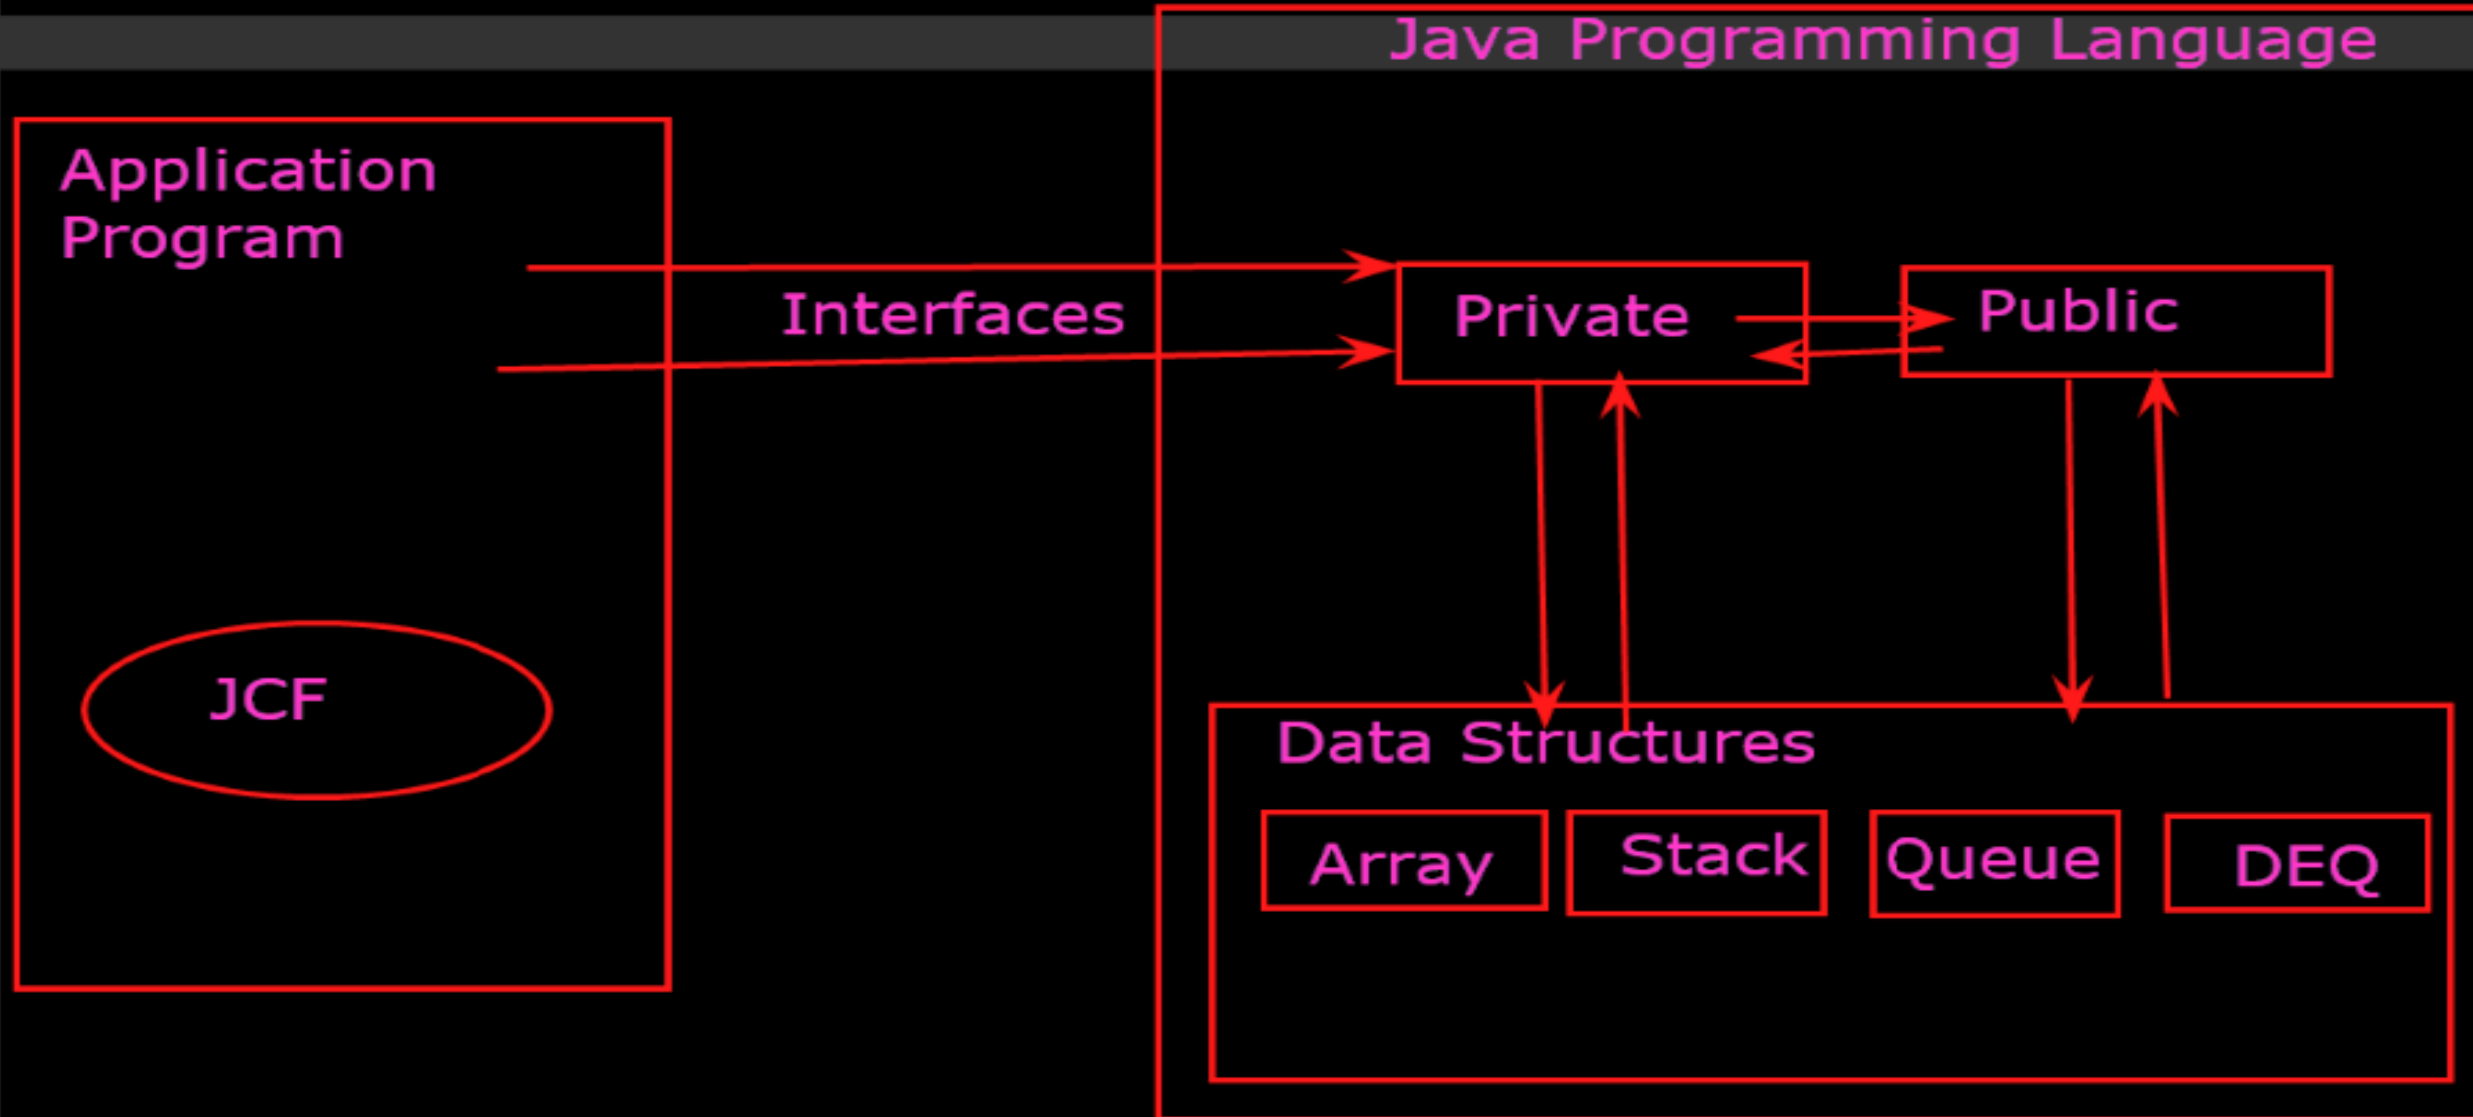 Java Programming Language
Application
Program
Interfaces
Private
Public
JCF
Data Structures
Array
Stack
Queue
DEQ